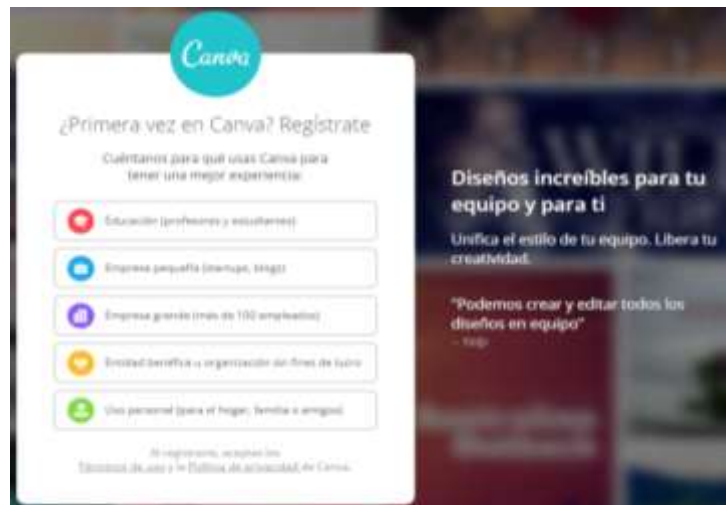 Canva
¿Primera vez en Canva? Regístrate
Cuéntanos para qué usas Canva para
tener una mejor experiencia:
Educación (profesores y estudiantes)
Empresa pequeña (startups, blogs)
Empresa grande (más de 100 empleados)
Entidad benéfica u organización sin fines de lucro
Uso personal (para el hogar, familia o amigos)
Al registrarte, aceptas los
Términos de uso y la Política de privacidad de Canva.
Diseños increíbles para tu
equipo y para ti
Unifica el estilo de tu equipo. Libera tu
creatividad.
"Podemos crear y editar todos los
diseños en equipo"
– Yelp